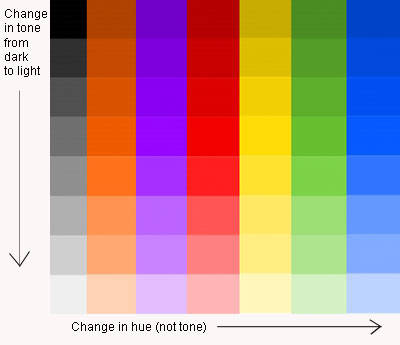 Change
in tone
from
dark
to light
Change in hue (not tone)